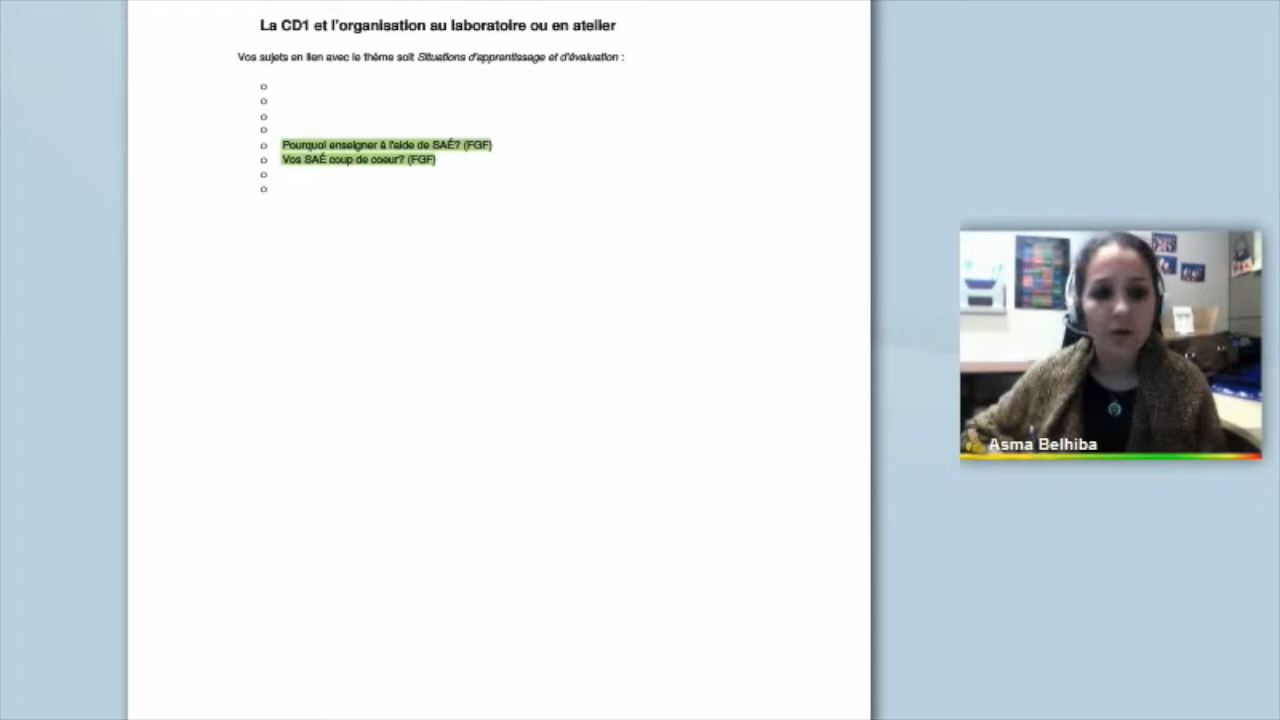 La CD1 et l'organisation au laboratoire ou en atelier
Vos sujets en lien avec le thème soit Situations d'apprentissage et d'évaluation :
Pourquoi enseigner à l'aide de SAÉ? (FGF)
Vos SAÉ coup de coeur? (FGF)
Asma Belhiba